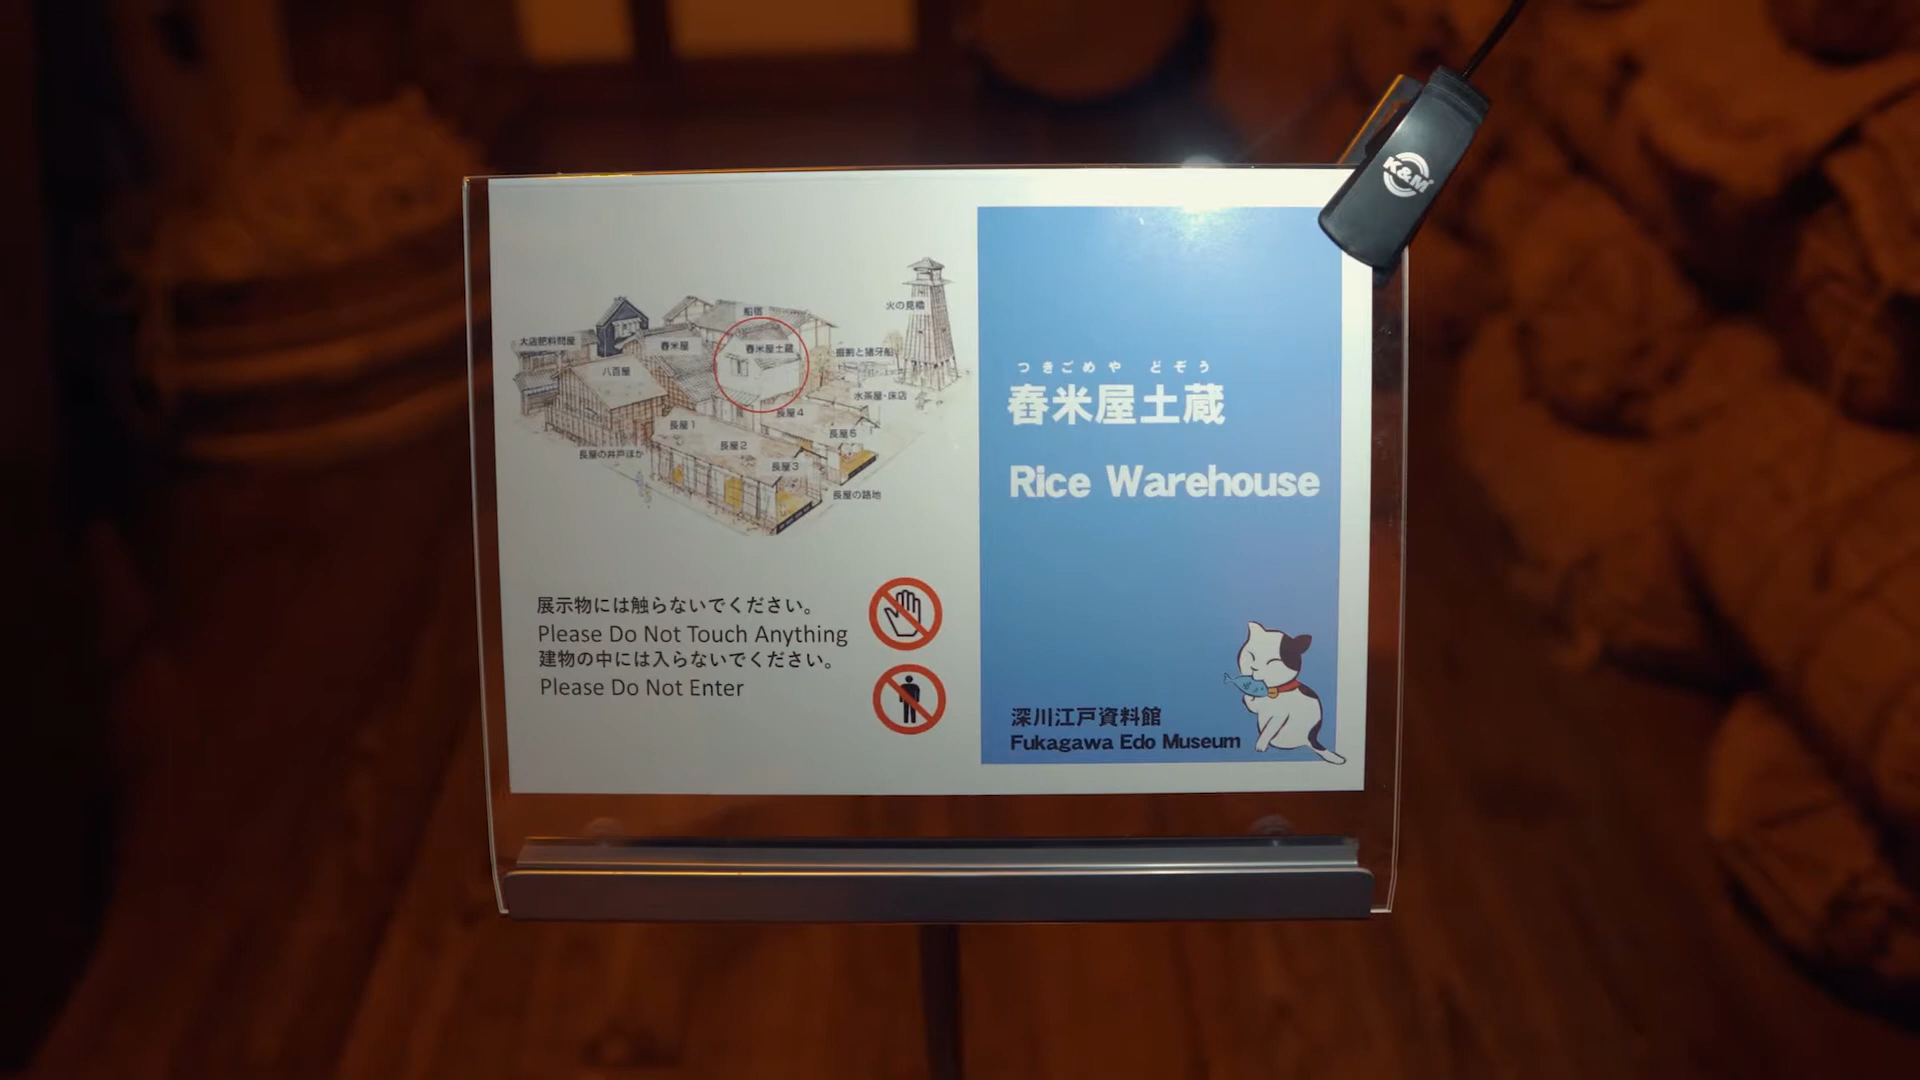 K&M
火の見櫓
船宿
大店肥料問屋
舂米屋
舂米屋土蔵
掘割と猪牙船
八百屋
水茶屋・床店
長屋4
長屋1
長屋5
長屋2
長屋の井戸ほか
長屋3
長屋の路地
展示物には触らないでください。
Please Do Not Touch Anything
建物の中には入らないでください。
Please Do Not Enter
つきごめや どぞう
舂米屋土蔵
Rice Warehouse
深川江戸資料館
Fukagawa Edo Museum